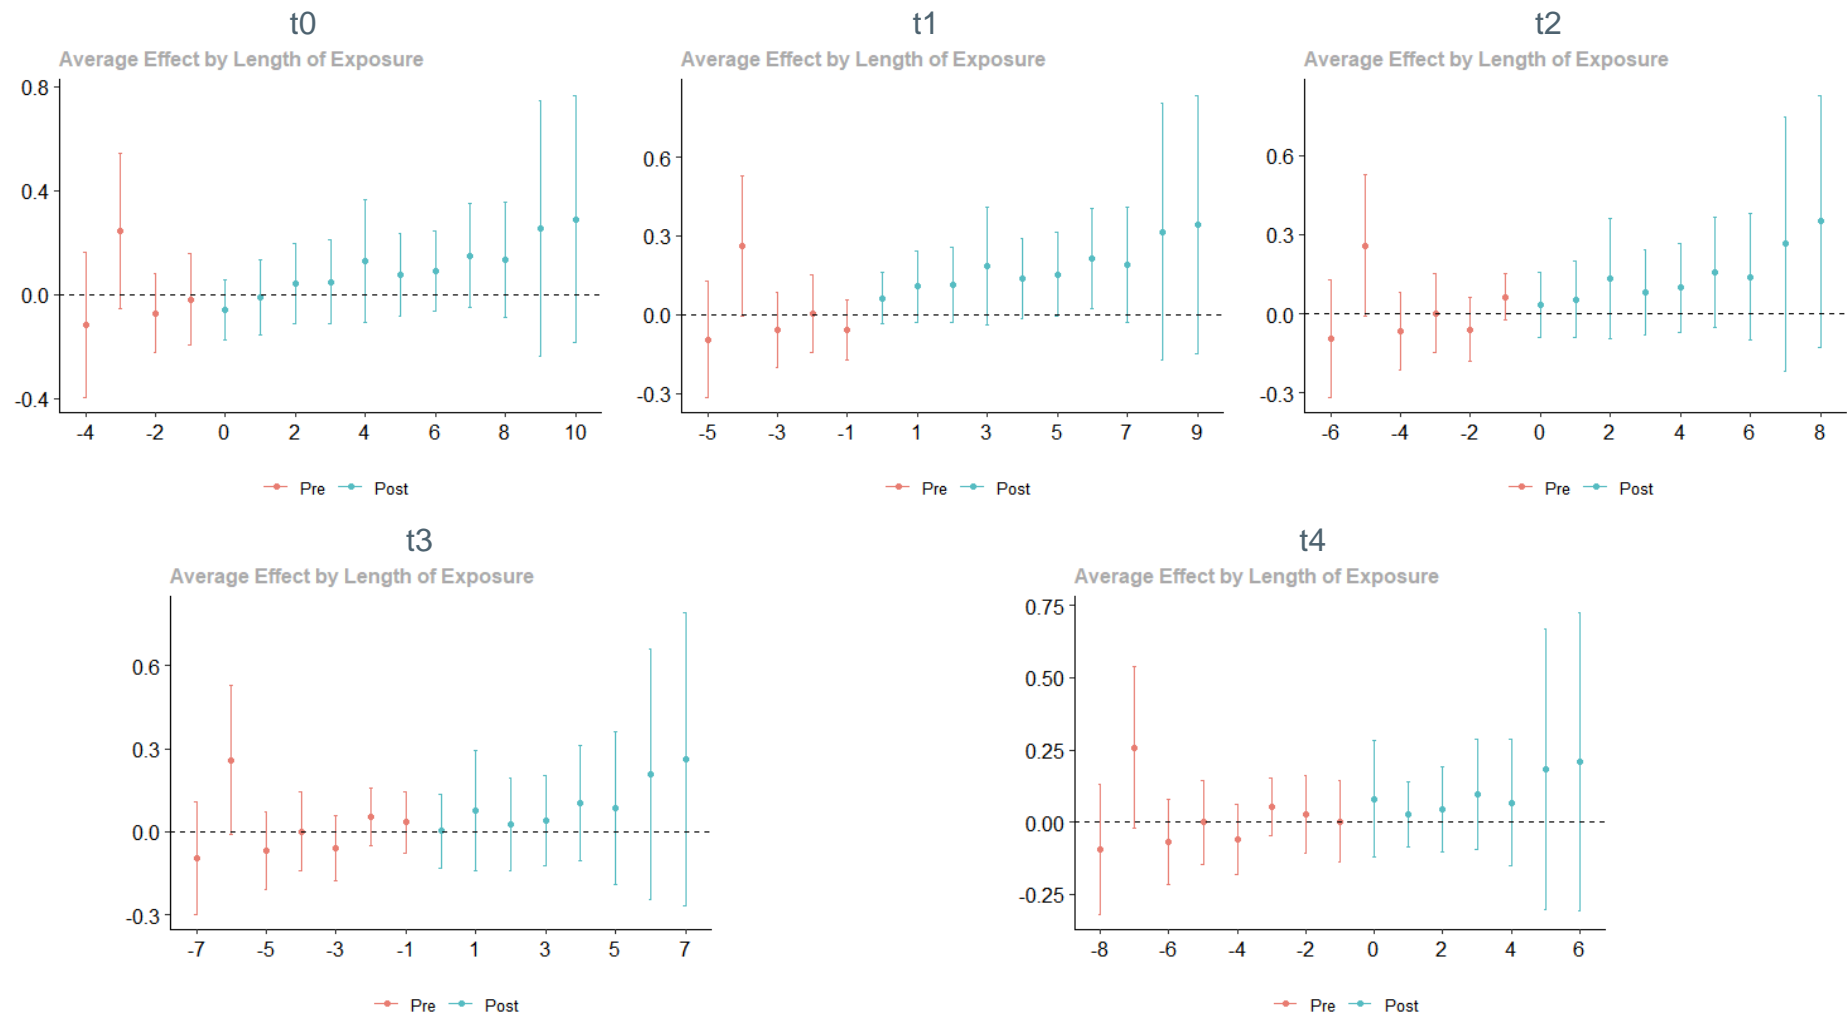 t0
Average Effect by Length of Exposure
0.8
0.4
0.0
-0.4
-4 -2 0 2 4 6 8 10
Pre Post
t1
Average Effect by Length of Exposure
0.6
0.3
0.0
-0.3
-5 -3 -1 1 3 5 7 9
Pre Post
t2
Average Effect by Length of Exposure
0.6
0.3
0.0
-0.3
-6 -4 -2 0 2 4 6 8
Pre Post
t3
Average Effect by Length of Exposure
0.6
0.3
0.0
-0.3
-7 -5 -3 -1 1 3 5 7
Pre Post
t4
Average Effect by Length of Exposure
0.75
0.50
0.25
0.00
-0.25
-8 -6 -4 -2 0 2 4 6
Pre Post